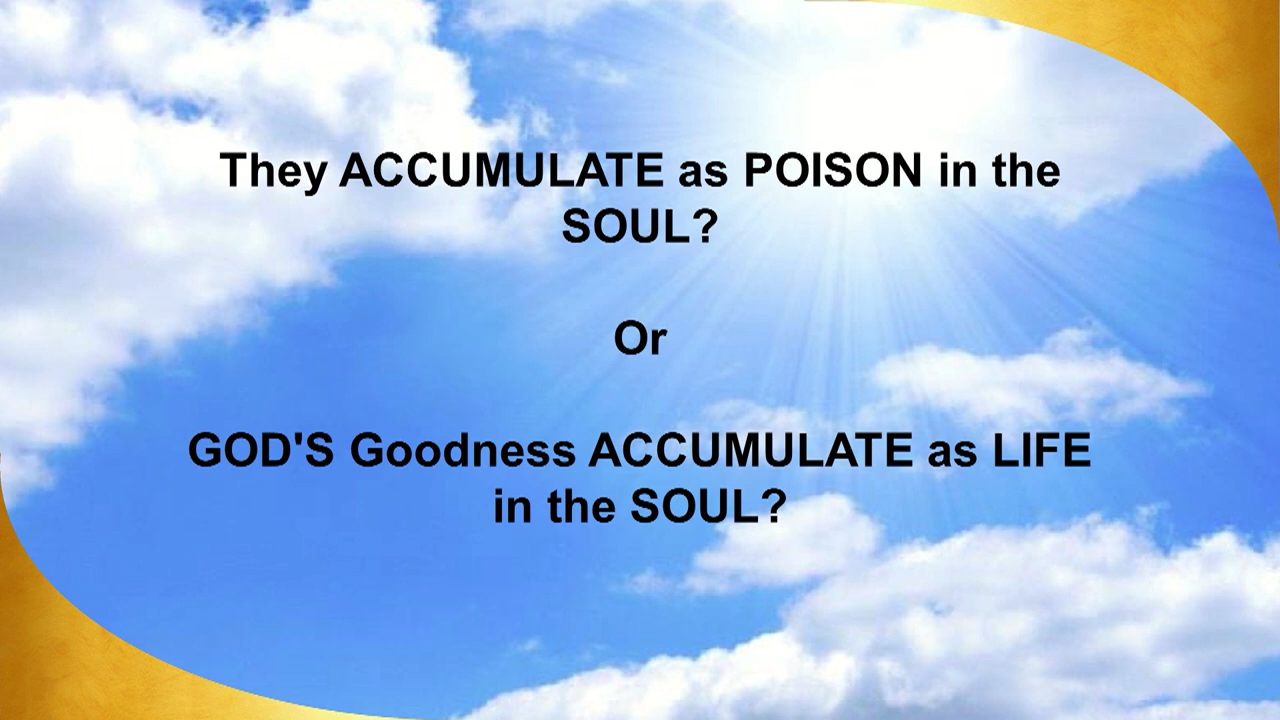 They ACCUMULATE as POISON in the
SOUL?
Or
GOD'S Goodness ACCUMULATE as LIFE
in the SOUL?